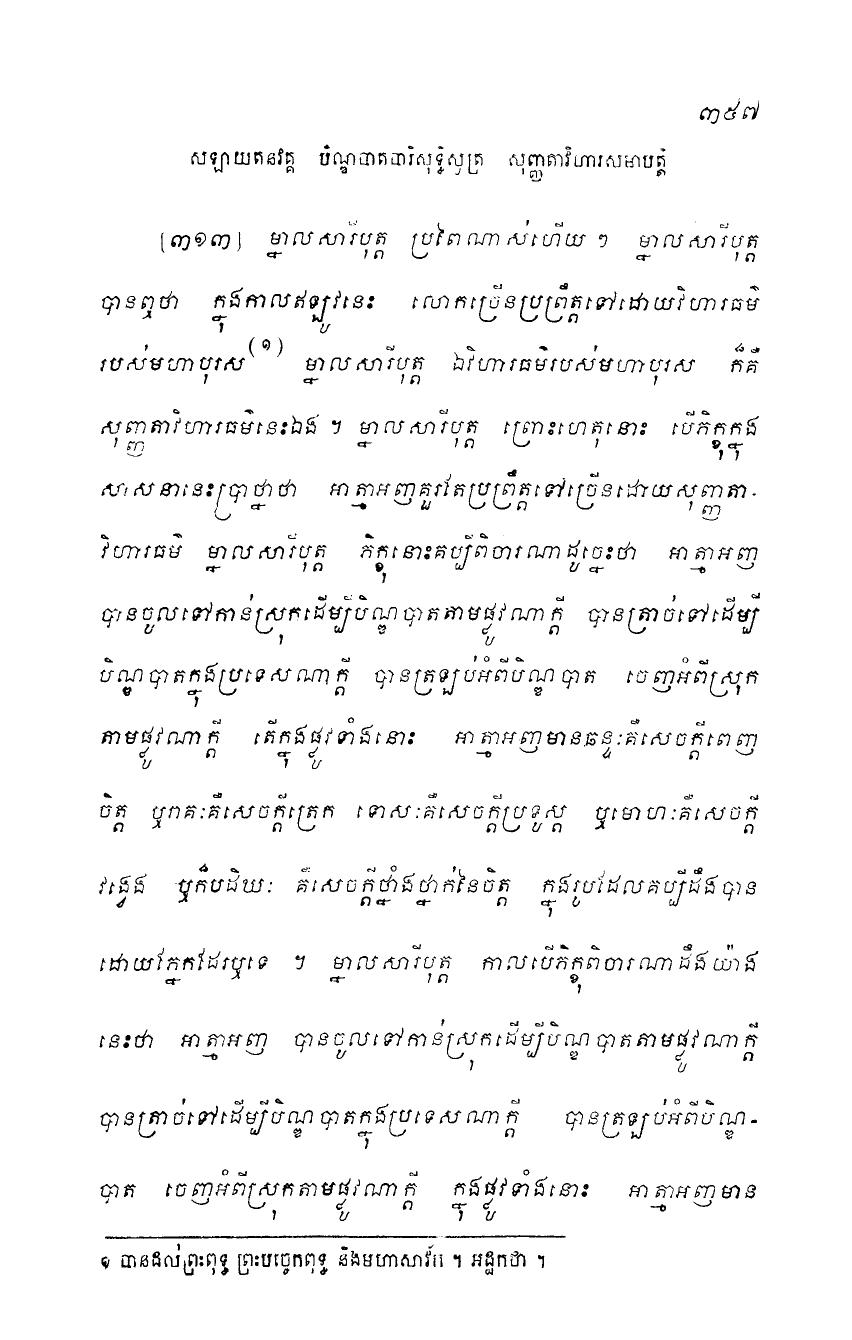 ៣៥៧
សឡាយតនវគ្គ បិណ្ឌបាតបារិសុទ្ធិសូត្រ សុញ្ញតាវិហារសមាបត្តិ
[៣១៣] ម្នាលសារីបុត្ត ប្រពៃណាស់ហើយ ៗ ម្នាលសារីបុត្ត
បានឮថា ក្នុងកាលឥឡូវនេះ លោកច្រើនប្រព្រឹត្តទៅដោយវិហារធម៌
របស់មហាបុរស(១) ម្នាលសារីបុត្ត ឯវិហារធម៌របស់មហាបុរស ក៏គឺ
សុញ្ញតាវិហារធម៌នេះឯង ។ ម្នាលសារីបុត្ត ព្រោះហេតុនោះ បើភិក្ខុក្នុង
សាសនានេះប្រាថ្នាថា អាត្មាអញគួរតែប្រព្រឹត្តទៅច្រើនដោយសុញ្ញតា-
វិហារធម៌ ម្នាលសារីបុត្ត ភិក្ខុនោះគប្បីពិចារណាដូច្នេះថា អាត្មាអញ
បានចូលទៅកាន់ស្រុកដើម្បីបិណ្ឌបាតតាមផ្លូវណាក្តី បានត្រាច់ទៅដើម្បី
បិណ្ឌបាតក្នុងប្រទេសណាក្តី បានត្រឡប់អំពីបិណ្ឌបាត ចេញអំពីស្រុក
តាមផ្លូវណាក្តី តើក្នុងផ្លូវទាំងនោះ អាត្មាអញមានឆន្ទៈគឺសេចក្តីពេញ
ចិត្ត ឬរាគៈគឺសេចក្តីត្រេក ទោសៈគឺសេចក្តីប្រទូស្ត ឬមោហៈគឺសេចក្តី
វង្វេង ឬក៏បដិឃៈ គឺសេចក្តីថ្នាំងថ្នាក់នៃចិត្ត ក្នុងរូបដែលគប្បីដឹងបាន
ដោយភ្នែកដែរឬទេ ។ ម្នាលសារីបុត្ត កាលបើភិក្ខុពិចារណាដឹងយ៉ាង
នេះថា អាត្មាអញ បានចូលទៅកាន់ស្រុកដើម្បីបិណ្ឌបាតតាមផ្លូវណាក្តី
បានត្រាច់ទៅដើម្បីបិណ្ឌបាតក្នុងប្រទេសណាក្តី បានត្រឡប់អំពីបិណ្ឌ-
បាត ចេញអំពីស្រុកតាមផ្លូវណាក្តី ក្នុងផ្លូវទាំងនោះ អាត្មាអញមាន
១ បានដល់ព្រះពុទ្ធ ព្រះបច្ចេកពុទ្ធ និងមហាសាវ័ក ។ អដ្ឋកថា ។